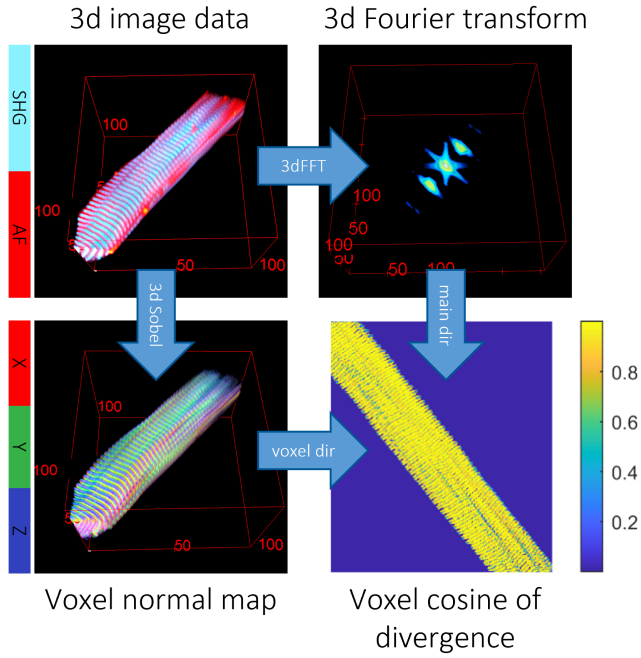 3d image data
3d Fourier transform
SHG
AF
100
100
50
100
3dFFT
100
50
100
50
100
3d Sobel
main dir
X
Y
Z
100
100
50
50
100
voxel dir
0.8
0.6
0.4
0.2
Voxel normal map
Voxel cosine of
divergence